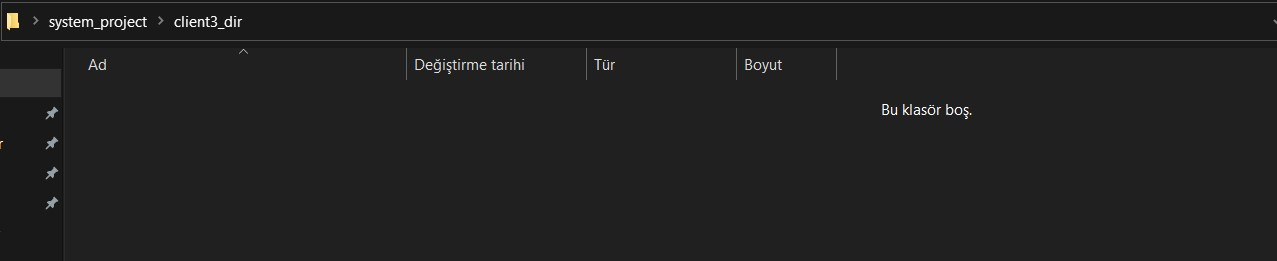 system_project client3_dir
Ad Değiştirme tarihi Tür Boyut
Bu klasör boş.
r